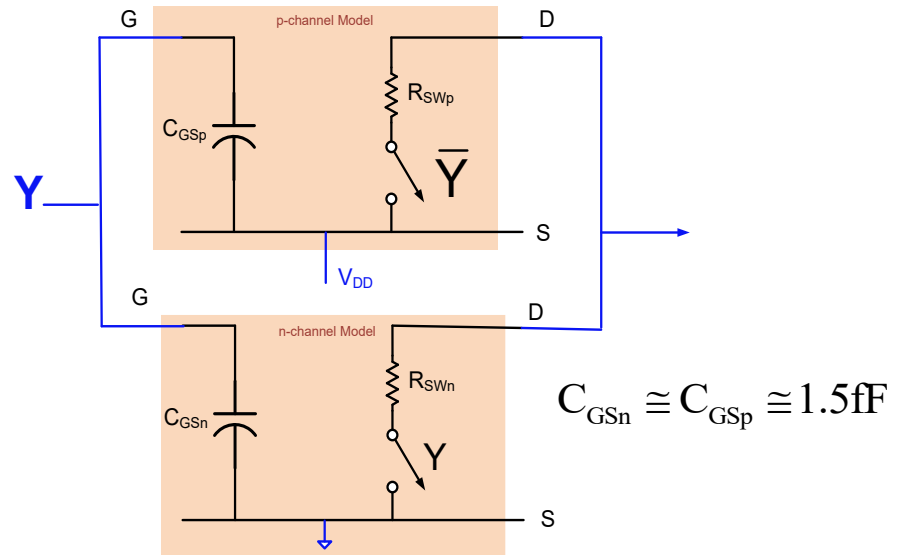 p-channel Model
G
D
C_GSp
R_SWp
Y̅
Y
S
V_DD
G
D
n-channel Model
C_GSn
R_SWn
Y
S
C_GSn ≅ C_GSp ≅ 1.5fF